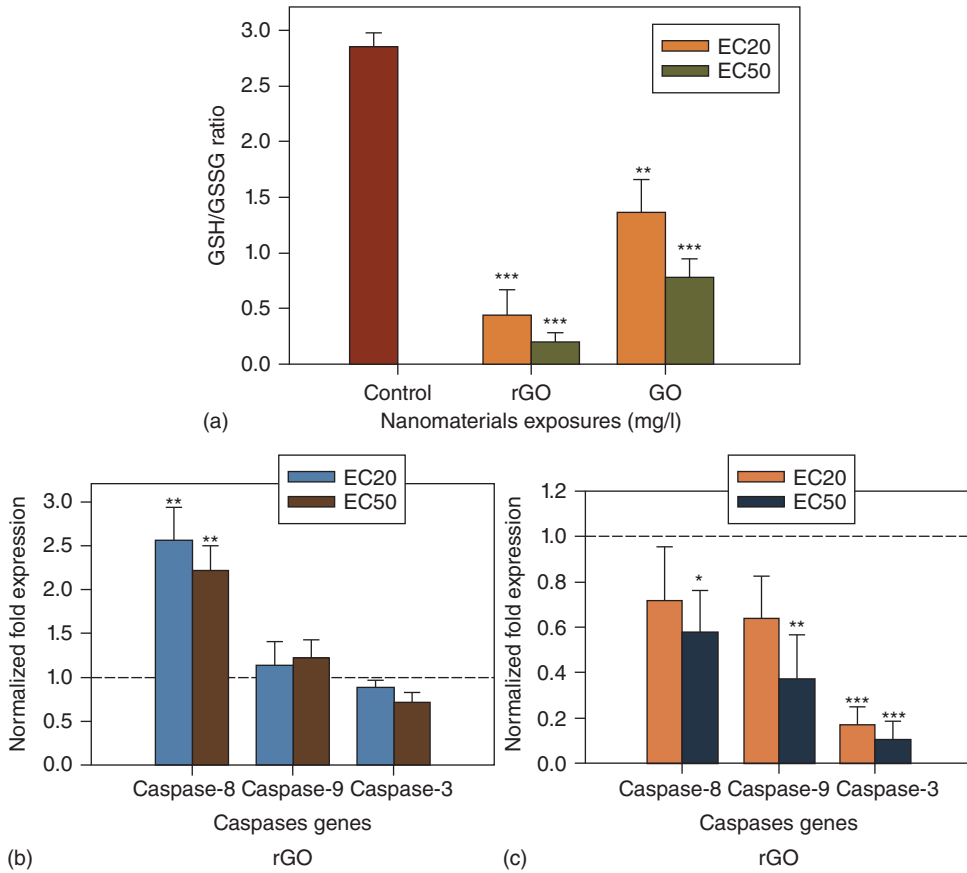 3.0
2.5
2.0
1.5
1.0
0.5
0.0
GSH/GSSG ratio
EC20
EC50
**
***
***
***
Control rGO GO
(a) Nanomaterials exposures (mg/l)
3.0
2.5
2.0
1.5
1.0
0.5
0.0
Normalized fold expression
EC20
EC50
**
**
Caspase-8 Caspase-9 Caspase-3
Caspases genes
(b) rGO
1.2
1.0
0.8
0.6
0.4
0.2
0.0
Normalized fold expression
EC20
EC50
*
**
*** ***
Caspase-8 Caspase-9 Caspase-3
Caspases genes
(c) rGO